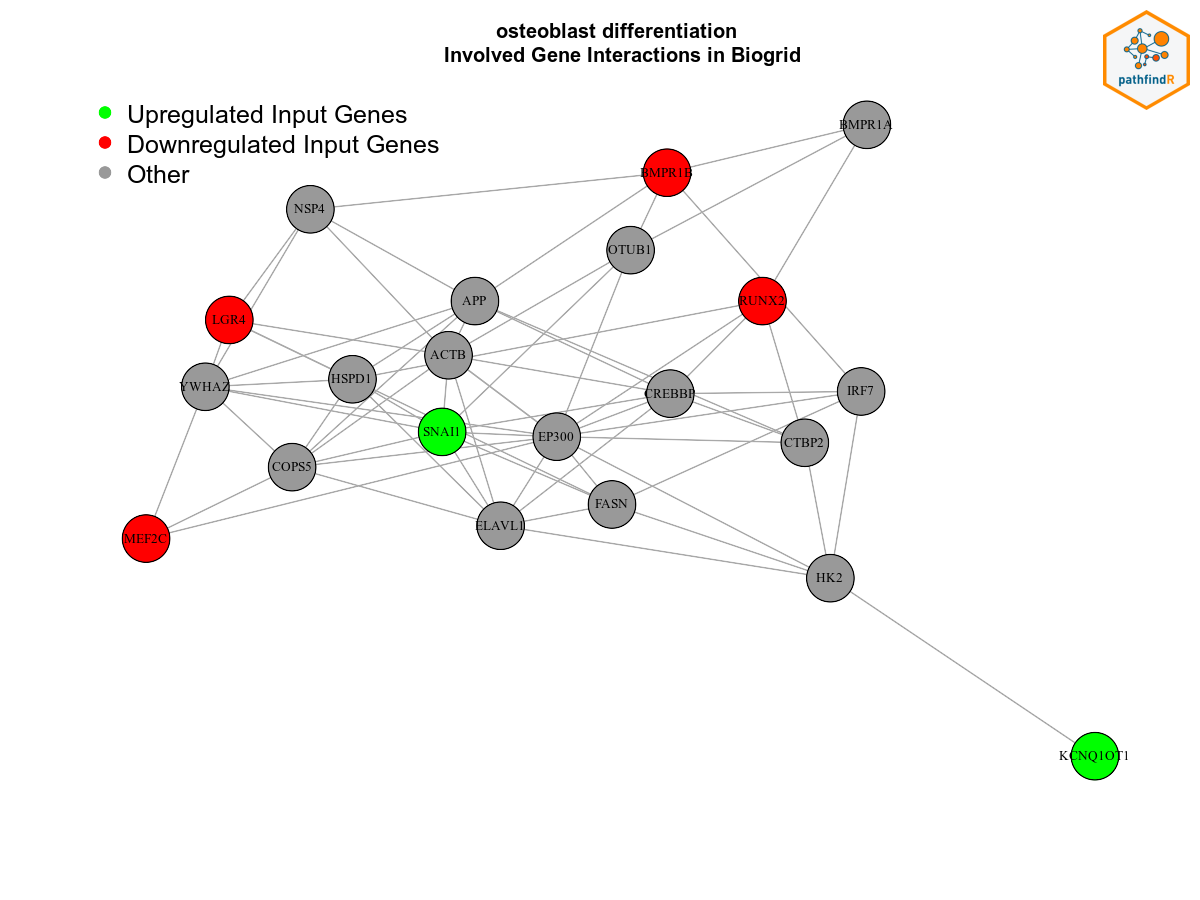 osteoblast differentiation
Involved Gene Interactions in Biogrid
pathfindR
Upregulated Input Genes
Downregulated Input Genes
Other
BMPR1A
BMPR1B
NSP4
OTUB1
APP
RUNX2
LGR4
ACTB
HSPD1
YWHAZ
CREBBP
IRF7
SNAI1
EP300
CTBP2
COPS5
FASN
ELAVL1
MEF2C
HK2
KCNQ1OT1